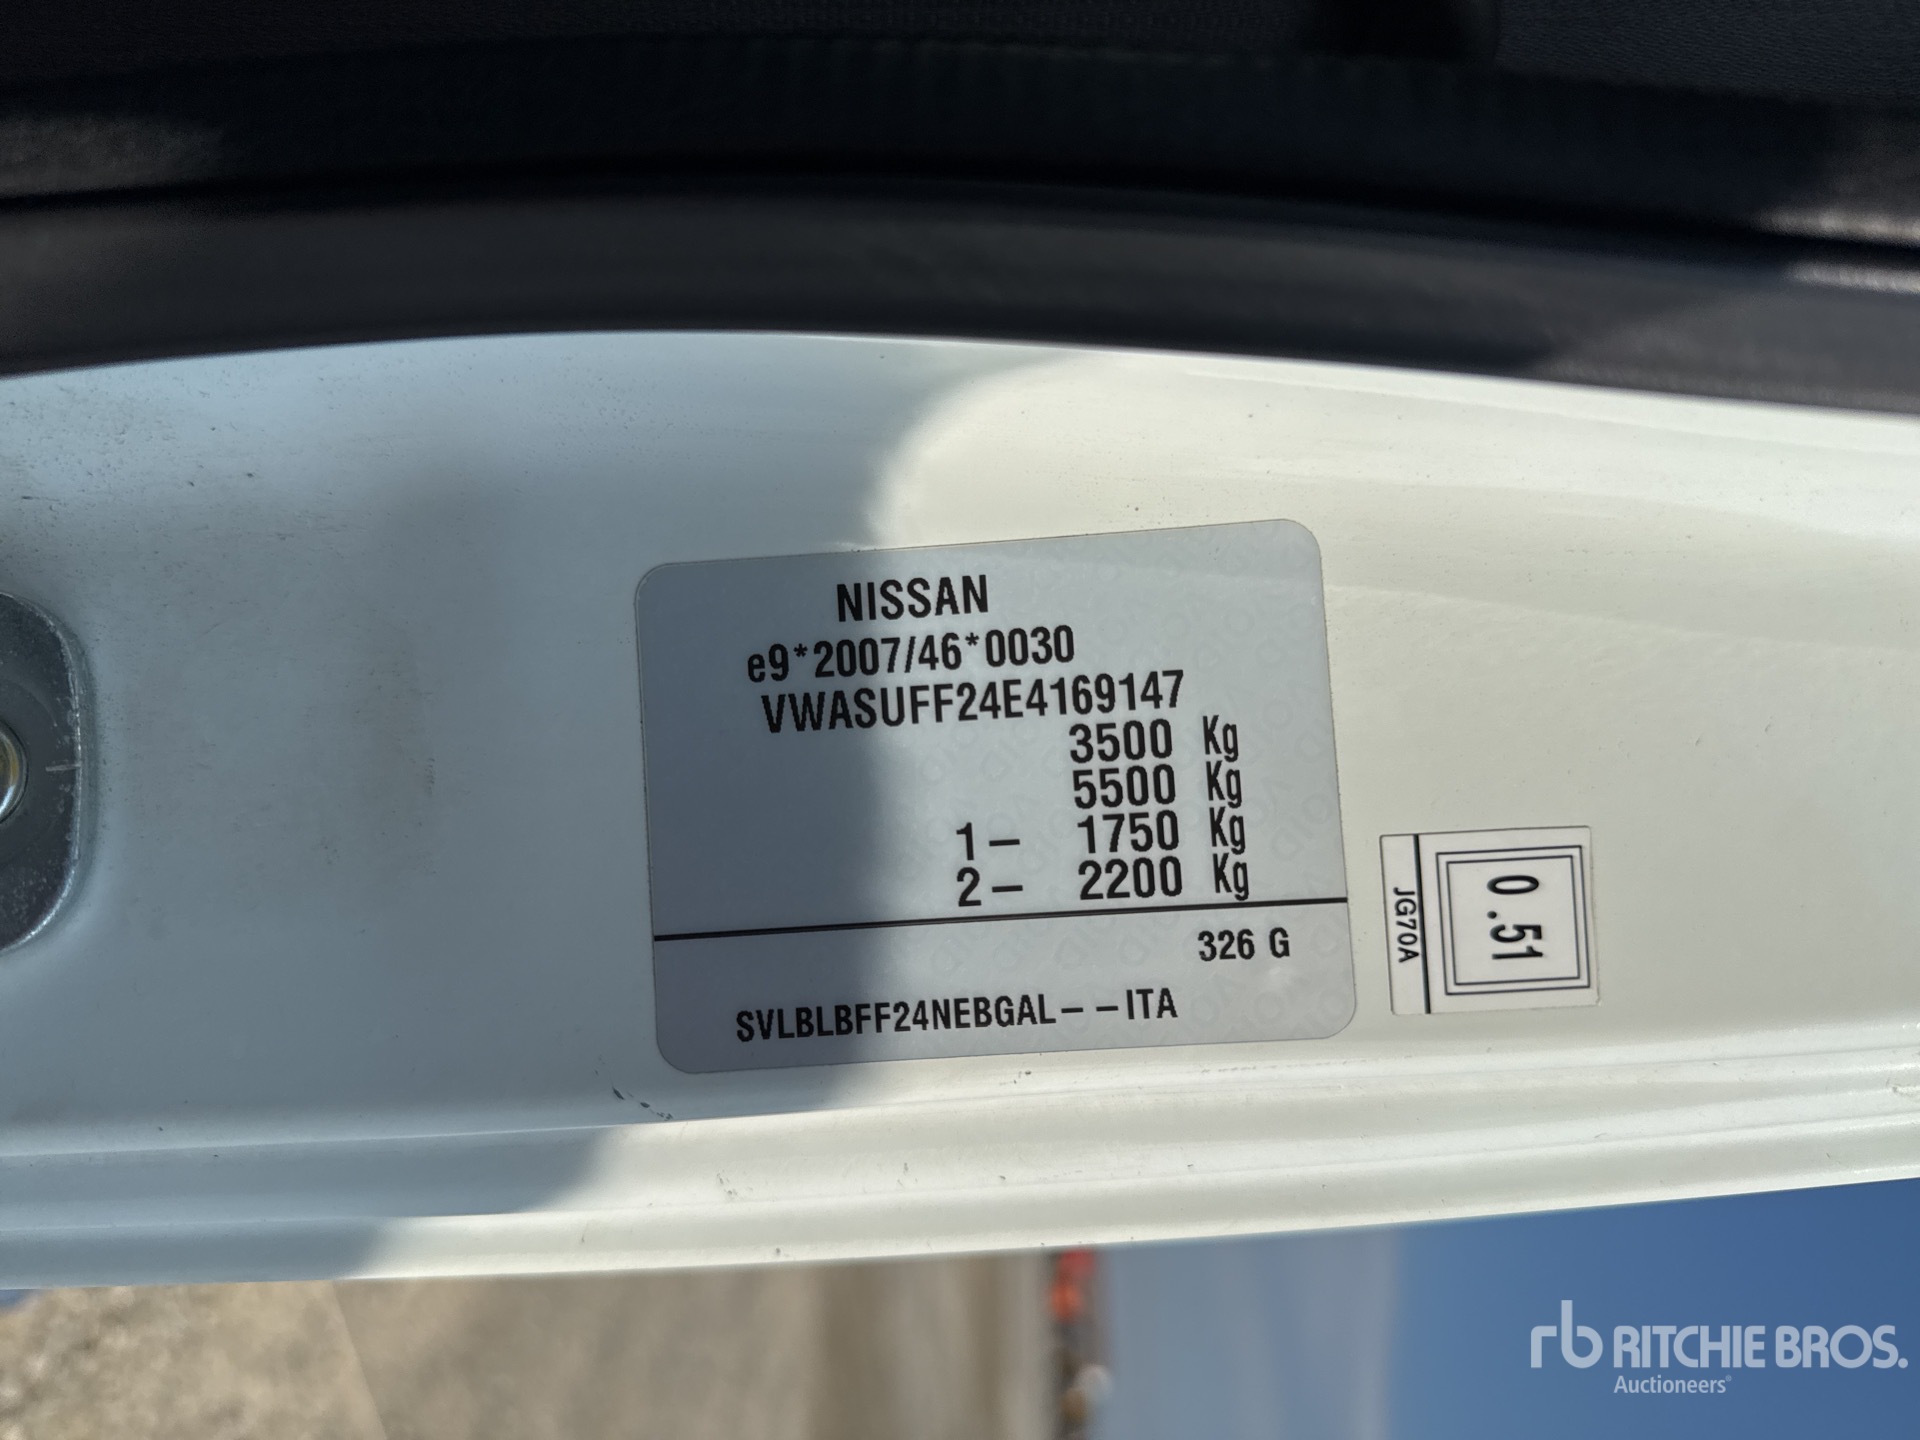 NISSAN
e9*2007/46*0030
VWASUFF24E4169147
3500 Kg
5500 Kg
1- 1750 Kg
2- 2200 Kg
326 G
SVLBLBFF24NEBGAL--ITA
0.51
JG70A
rb RITCHIE BROS.
Auctioneers